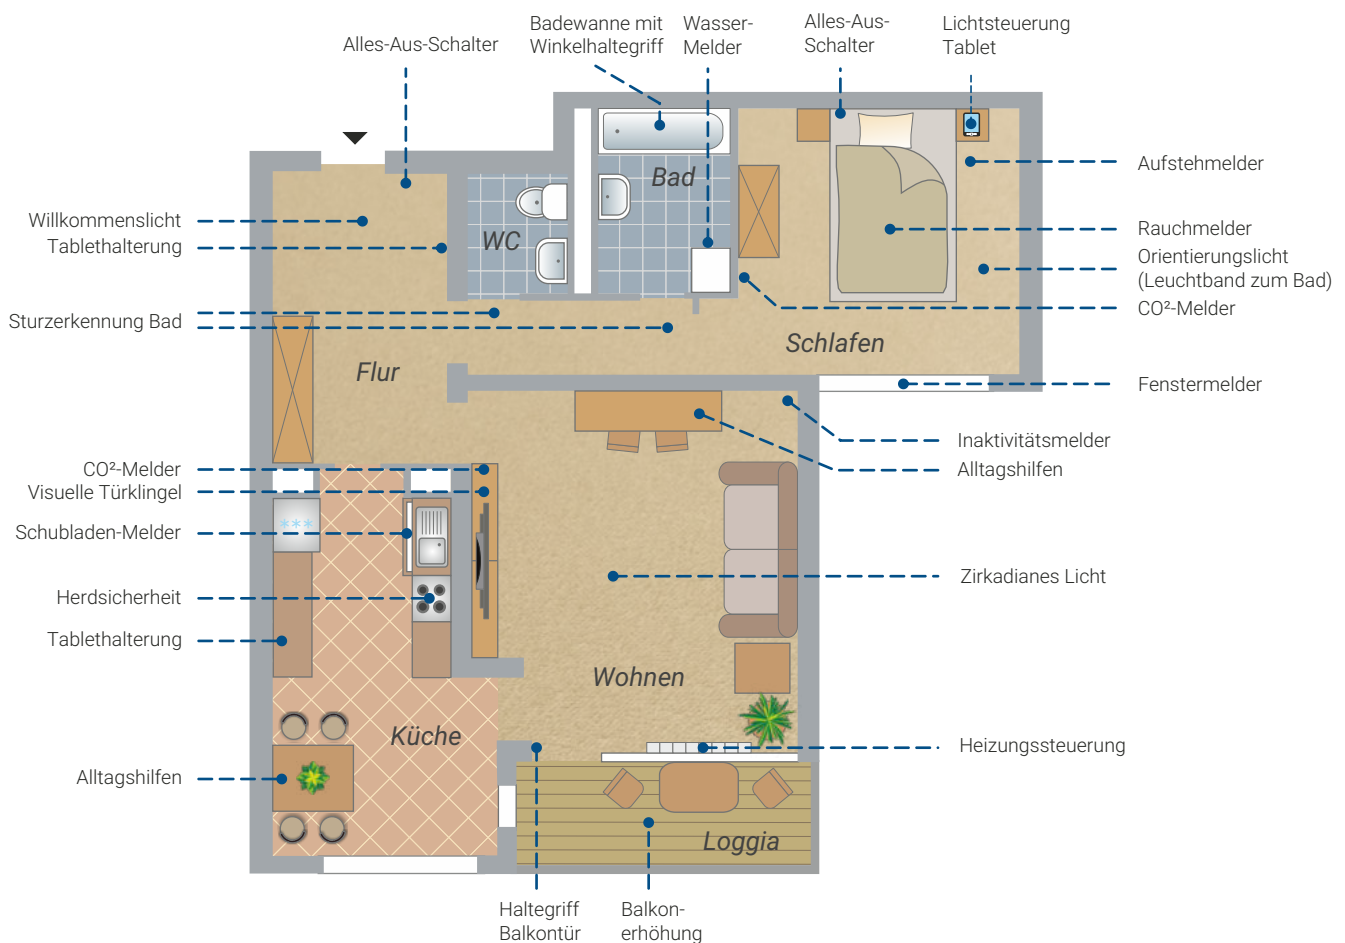 Alles-Aus-Schalter
Badewanne mit
Winkelhaltegriff
Wasser-
Melder
Alles-Aus-
Schalter
Lichtsteuerung
Tablet
Aufstehmelder
Rauchmelder
Orientierungslicht
(Leuchtband zum Bad)
CO²-Melder
Fenstermelder
Inaktivitätsmelder
Alltagshilfen
Zirkadianes Licht
Heizungssteuerung
Willkommenslicht
Tablethalterung
Sturzerkennung Bad
CO²-Melder
Visuelle Türklingel
Schubladen-Melder
Herdsicherheit
Tablethalterung
Alltagshilfen
Haltegriff
Balkontür
Balkon-
erhöhung
WC
Bad
Schlafen
Flur
Wohnen
Küche
Loggia